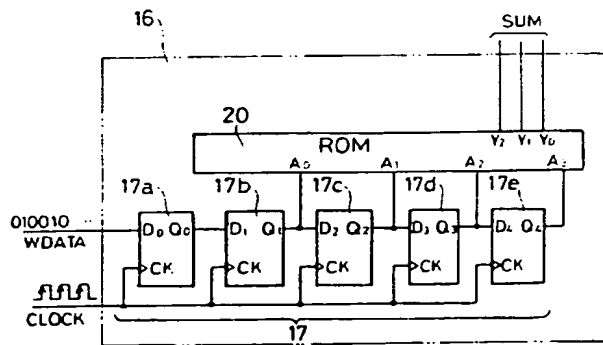 16
SUM
20
ROM
Y2 Y1 Y0
A0 A1 A2 A3
17a 17b 17c 17d 17e
010010 ..
WDATA
D0 Q0 D1 Q1 D2 Q2 D3 Q3 D4 Q4
CK CK CK CK CK
CLOCK
17